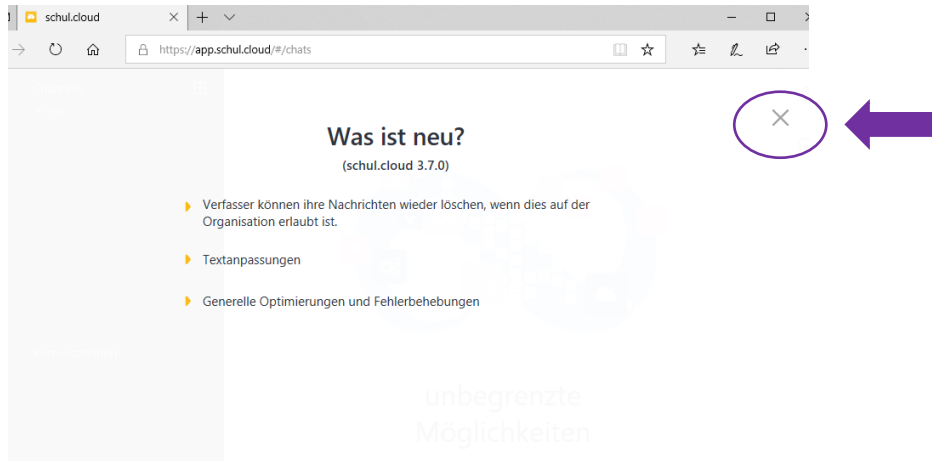 schul.cloud
https://app.schul.cloud/#/chats
Was ist neu?
(schul.cloud 3.7.0)
Verfasser können ihre Nachrichten wieder löschen, wenn dies auf der
Organisation erlaubt ist.
Textanpassungen
Generelle Optimierungen und Fehlerbehebungen
unbegrenzte
Möglichkeiten